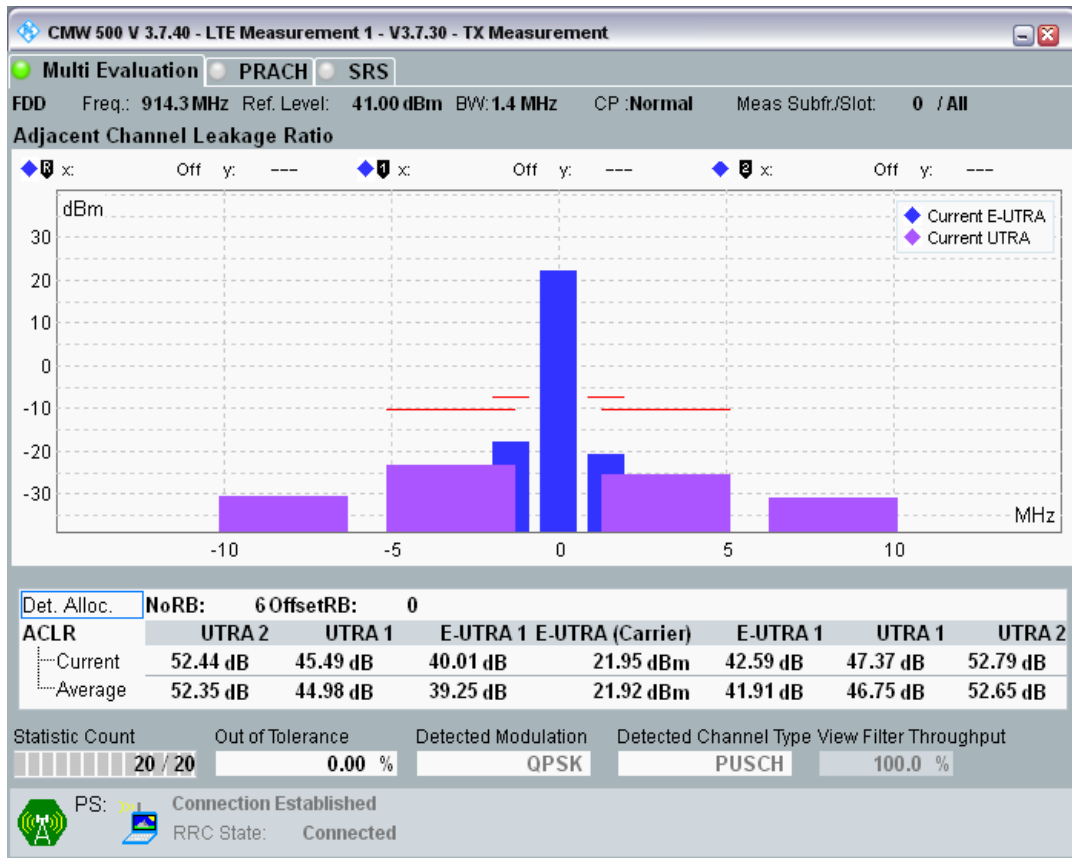 CMW 500 V 3.7.40 - LTE Measurement 1 - V3.7.30 - TX Measurement
Multi Evaluation PRACH SRS
FDD Freq.: 914.3 MHz Ref. Level: 41.00 dBm BW: 1.4 MHz CP :Normal Meas Subfr./Slot: 0 / All
Adjacent Channel Leakage Ratio
R x: Off y: --- 1 x: Off y: --- 2 x: Off y: ---
dBm
Current E-UTRA
Current UTRA
30
20
10
0
-10
-20
-30
MHz
-10 -5 0 5 10
Det. Alloc. NoRB: 6 OffsetRB: 0
ACLR UTRA 2 UTRA 1 E-UTRA 1 E-UTRA (Carrier) E-UTRA 1 UTRA 1 UTRA 2
Current 52.44 dB 45.49 dB 40.01 dB 21.95 dBm 42.59 dB 47.37 dB 52.79 dB
Average 52.35 dB 44.98 dB 39.25 dB 21.92 dBm 41.91 dB 46.75 dB 52.65 dB
Statistic Count Out of Tolerance Detected Modulation Detected Channel Type View Filter Throughput
20 / 20 0.00 % QPSK PUSCH 100.0 %
PS: Connection Established
RRC State: Connected